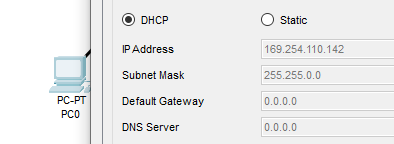 DHCP Static
IP Address 169.254.110.142
Subnet Mask 255.255.0.0
Default Gateway 0.0.0.0
DNS Server 0.0.0.0
PC-PT
PC0